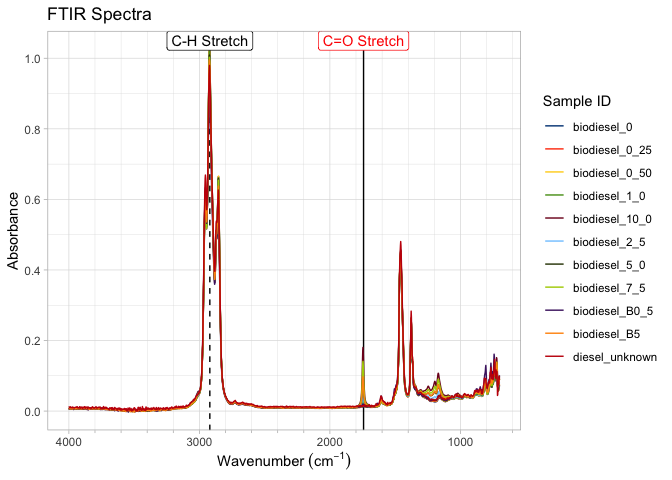 FTIR Spectra
C-H Stretch
C=O Stretch
1.0
0.8
0.6
0.4
0.2
0.0
Absorbance
4000
3000
2000
1000
Wavenumber (cm⁻¹)
Sample ID
biodiesel_0
biodiesel_0_25
biodiesel_0_50
biodiesel_1_0
biodiesel_10_0
biodiesel_2_5
biodiesel_5_0
biodiesel_7_5
biodiesel_B0_5
biodiesel_B5
diesel_unknown